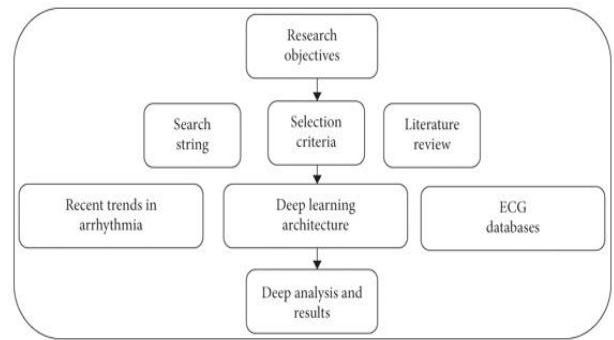 Research
objectives
Search
string
Selection
criteria
Literature
review
Recent trends in
arrhythmia
Deep learning
architecture
ECG
databases
Deep analysis and
results